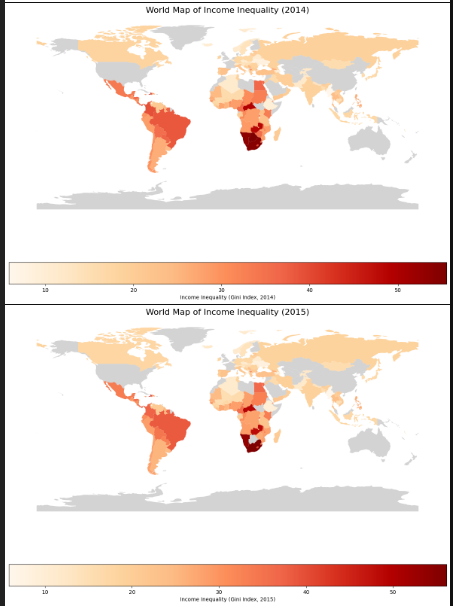 World Map of Income Inequality (2014)
10 20 30 40 50
Income Inequality (Gini Index, 2014)
World Map of Income Inequality (2015)
10 20 30 40 50
Income Inequality (Gini Index, 2015)